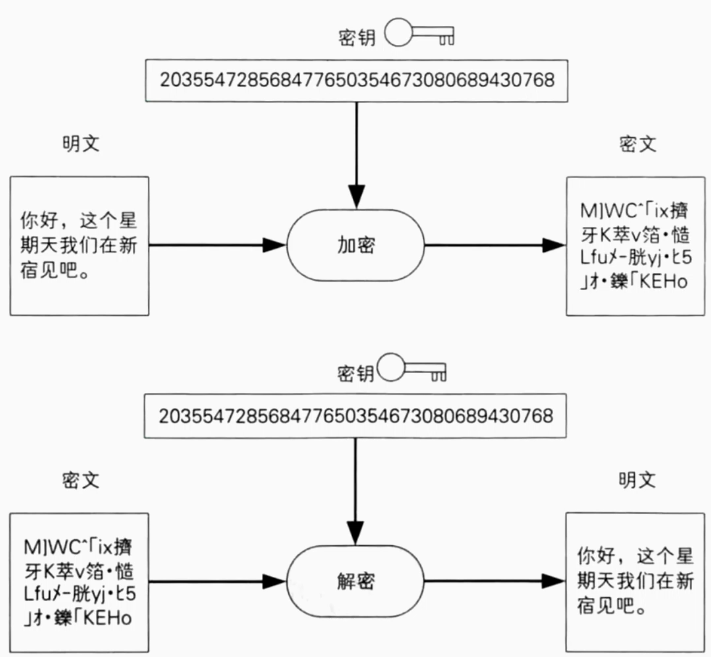 密钥
20355472856847765035467308068943​0768
明文
密文
你好，这个星
期天我们在新
宿见吧。
加密
M]WC^｢ix擠
牙K萃v箔･慥
Lfuﾒ-胱yj･ﾋ5
｣ｵ･鑠｢KEHo
密钥
203554728568477650354673080689430768
密文
明文
M]WC^｢ix擠
牙K萃v箔･慥
Lfuﾒ-胱yj･ﾋ5
｣ｵ･鑠｢KEHo
解密
你好，这个星
期天我们在新
宿见吧。